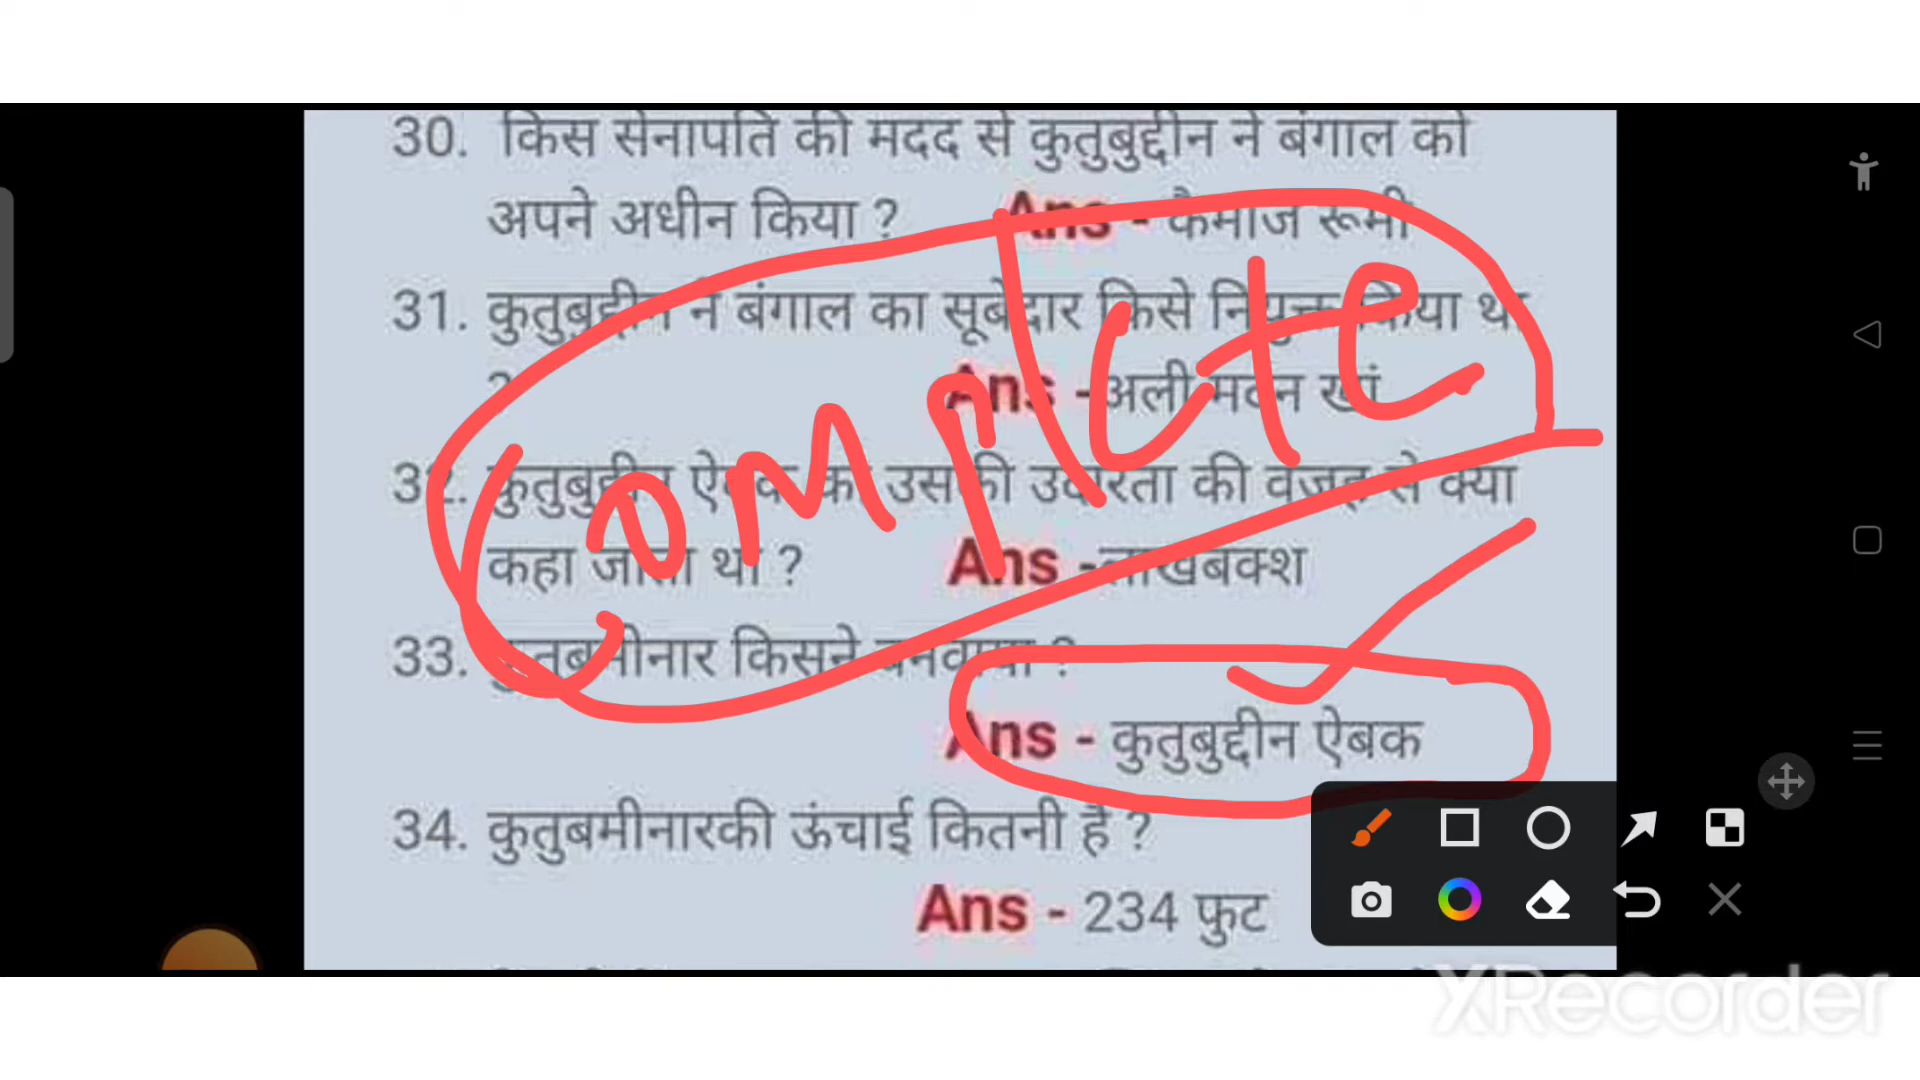 30. किस सेनापति की मदद से कुतुबुद्दीन ने बंगाल को
अपने अधीन किया ? Ans - कैमाज रूमी
31. कुतुबुद्दीन ने बंगाल का सूबेदार किसे नियुक्त किया था
? Ans - अली मर्दान खां
32. कुतुबुद्दीन ऐबक को उसकी उदारता की वजह से क्या
कहा जाता था ? Ans - लाखबक्श
33. कुतुबमीनार किसने बनवाया ?
Ans - कुतुबुद्दीन ऐबक
34. कुतुबमीनारकी ऊंचाई कितनी है ?
Ans - 234 फुट
Complete
XRecorder